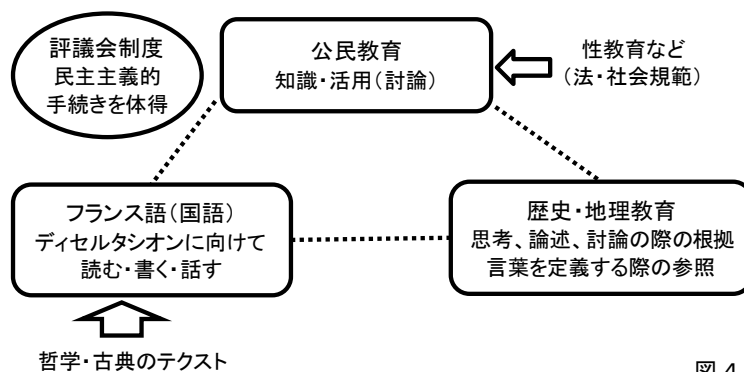 評議会制度
民主主義的
手続きを体得
公民教育
知識・活用（討論）
性教育など
（法・社会規範）
フランス語（国語）
ディセルタシオンに向けて
読む・書く・話す
歴史・地理教育
思考、論述、討論の際の根拠
言葉を定義する際の参照
哲学・古典のテクスト
図4